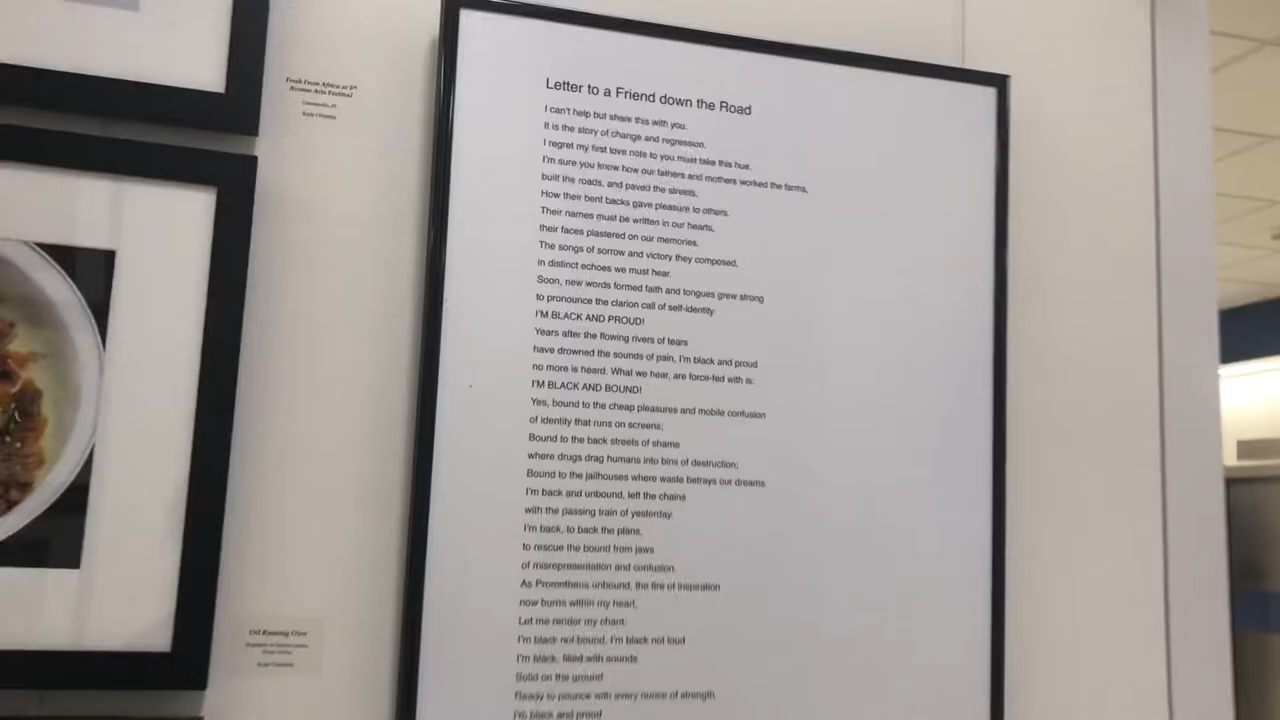 Fresh From Africa at 5th
Avenue Arts Festival
Letter to a Friend down the Road
I can't help but share this with you.
It is the story of change and regression.
I regret my first love note to you must take this hue.
I'm sure you know how our fathers and mothers worked the farms,
built the roads, and paved the streets.
How their bent backs gave pleasure to others.
Their names must be written in our hearts,
their faces plastered on our memories.
The songs of sorrow and victory they composed,
in distinct echoes we must hear.
Soon, new words formed faith and tongues grew strong
to pronounce the clarion call of self-identity:
I'M BLACK AND PROUD!
Years after the flowing rivers of tears
have drowned the sounds of pain, I'm black and proud
no more is heard. What we hear, are force-fed with is:
I'M BLACK AND BOUND!
Yes, bound to the cheap pleasures and mobile confusion
of identity that runs on screens;
Bound to the back streets of shame
where drugs drag humans into bins of destruction;
Bound to the jailhouses where waste betrays our dreams
I'm back and unbound, left the chains
with the passing train of yesterday.
I'm back, to back the plans,
to rescue the bound from jaws
of misrepresentation and confusion.
As Prometheus unbound, the fire of inspiration
now burns within my heart,
Let me render my chant:
I'm black not bound, I'm black not loud
I'm black, filled with sounds
Solid on the ground
Ready to pounce with every ounce of strength
I'm black and proud
Oil Running Over